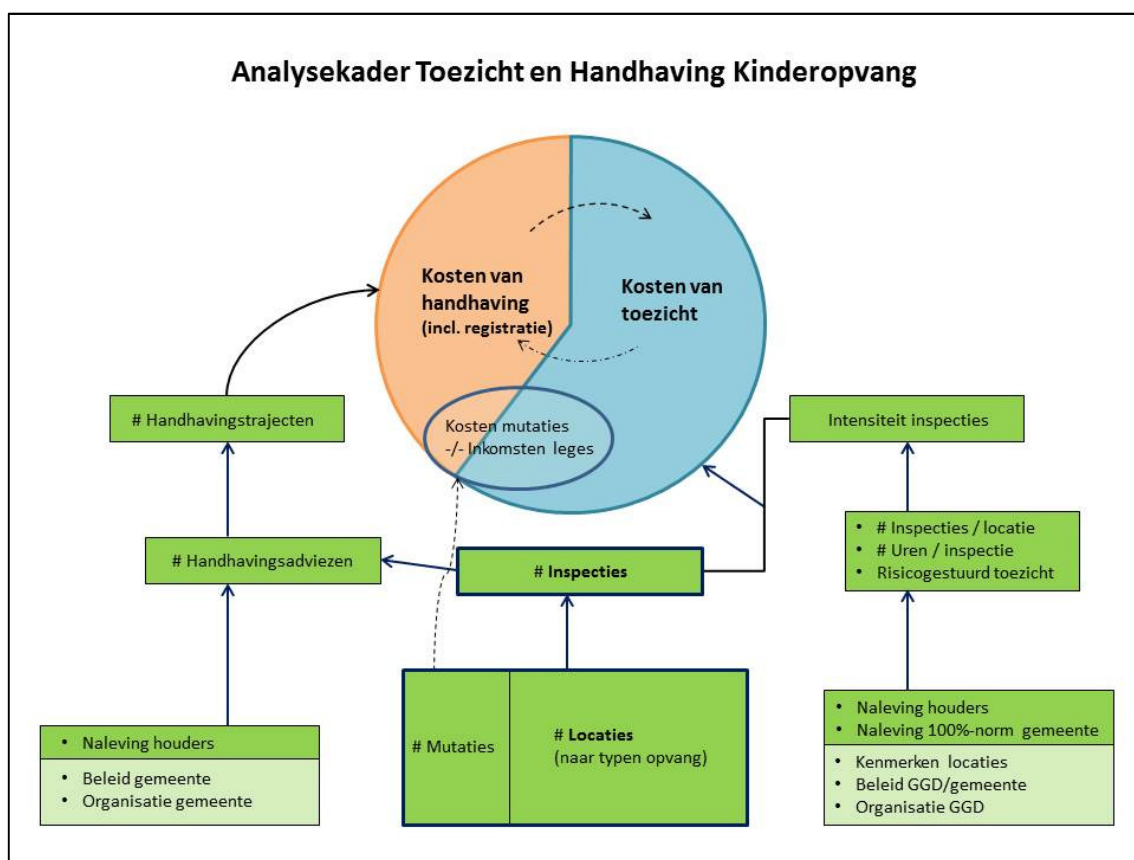 Analysekader Toezicht en Handhaving Kinderopvang
Kosten van
handhaving
(incl. registratie)
Kosten van
toezicht
Kosten mutaties
-/- Inkomsten leges
# Handhavingstrajecten
Intensiteit inspecties
# Handhavingsadviezen
# Inspecties
• # Inspecties / locatie
• # Uren / inspectie
• Risicogestuurd toezicht
# Mutaties
# Locaties
(naar typen opvang)
• Naleving houders
• Beleid gemeente
• Organisatie gemeente
• Naleving houders
• Naleving 100%-norm gemeente
• Kenmerken locaties
• Beleid GGD/gemeente
• Organisatie GGD